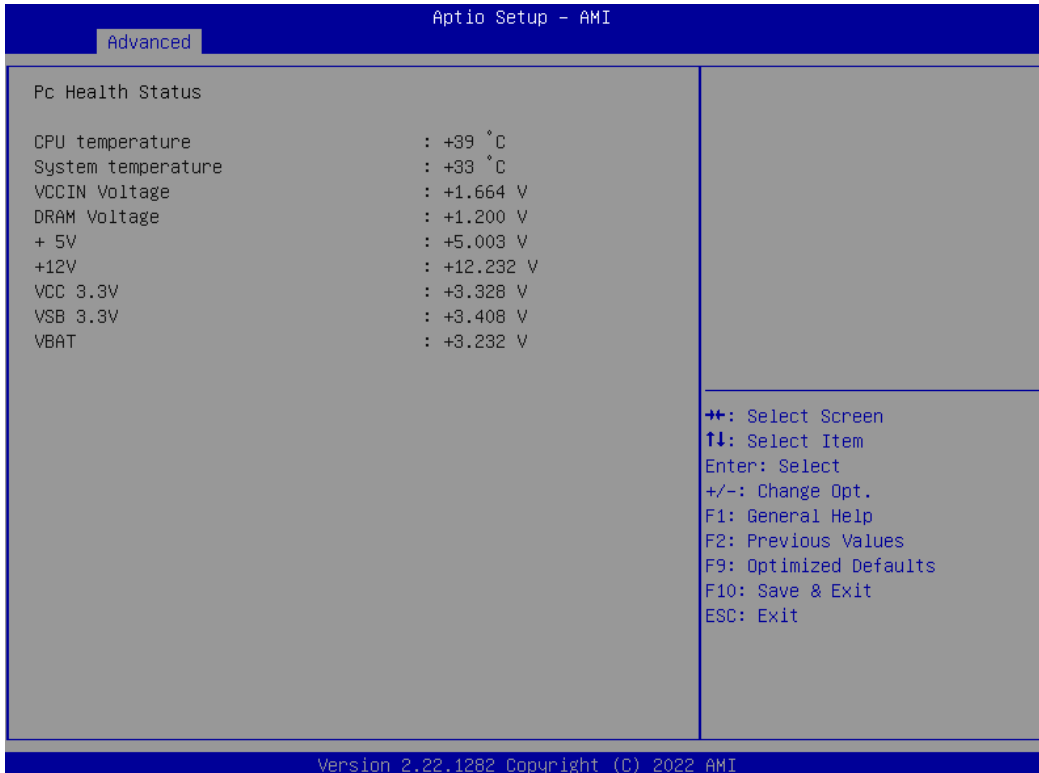 Aptio Setup – AMI
Advanced
Pc Health Status
CPU temperature : +39 °C
System temperature : +33 °C
VCCIN Voltage : +1.664 V
DRAM Voltage : +1.200 V
+ 5V : +5.003 V
+12V : +12.232 V
VCC 3.3V : +3.328 V
VSB 3.3V : +3.408 V
VBAT : +3.232 V
→←: Select Screen
↑↓: Select Item
Enter: Select
+/-: Change Opt.
F1: General Help
F2: Previous Values
F9: Optimized Defaults
F10: Save & Exit
ESC: Exit
Version 2.22.1282 Copyright (C) 2022 AMI